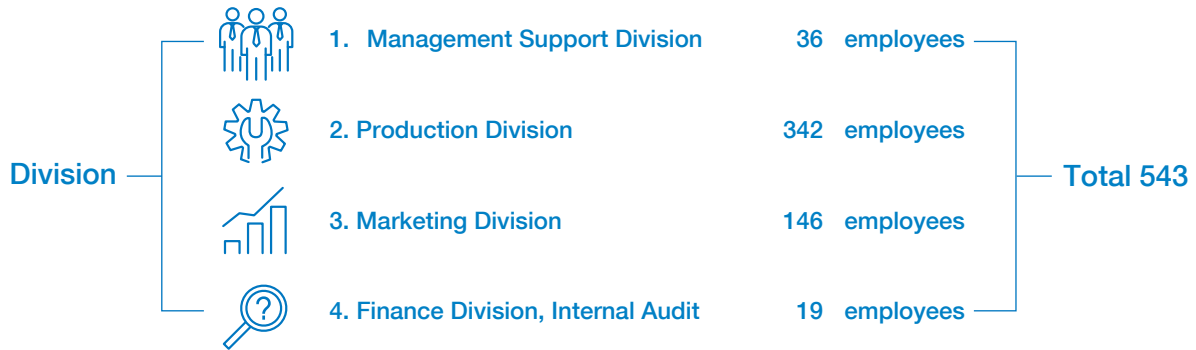 1. Management Support Division 36 employees
2. Production Division 342 employees
Division
Total 543
3. Marketing Division 146 employees
?
4. Finance Division, Internal Audit 19 employees